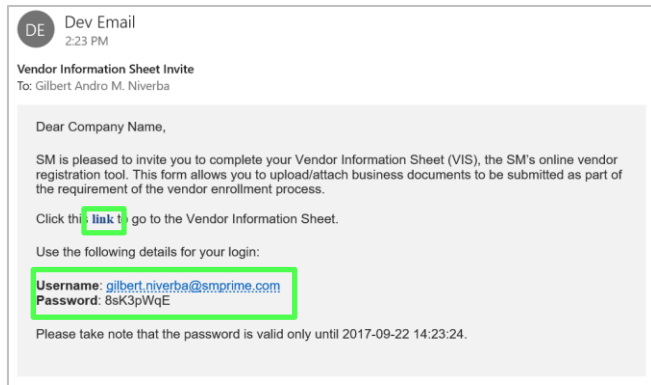 DE
Dev Email
2:23 PM
Vendor Information Sheet Invite
To: Gilbert Andro M. Niverba
Dear Company Name,
SM is pleased to invite you to complete your Vendor Information Sheet (VIS), the SM's online vendor
registration tool. This form allows you to upload/attach business documents to be submitted as part of
the requirement of the vendor enrollment process.
Click this link to go to the Vendor Information Sheet.
Use the following details for your login:
Username: gilbert.niverba@smprime.com
Password: 8sK3pWqE
Please take note that the password is valid only until 2017-09-22 14:23:24.